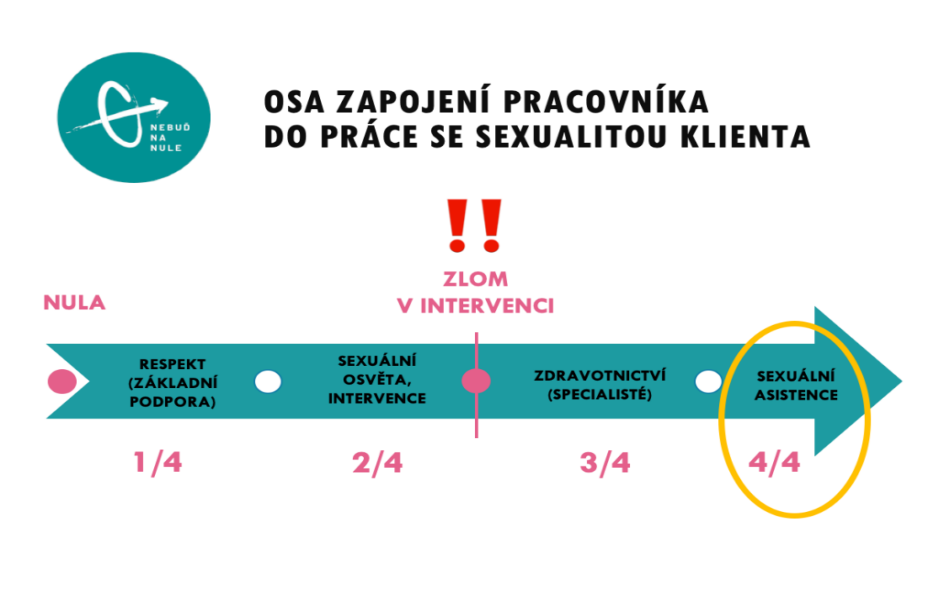 NEBUĎ
NA
NULE
OSA ZAPOJENÍ PRACOVNÍKA
DO PRÁCE SE SEXUALITOU KLIENTA
ZLOM
V INTERVENCI
NULA
RESPEKT
(ZÁKLADNÍ
PODPORA)
SEXUÁLNÍ
OSVĚTA,
INTERVENCE
ZDRAVOTNICTVÍ
(SPECIALISTÉ)
SEXUÁLNÍ
ASISTENCE
1/4
2/4
3/4
4/4